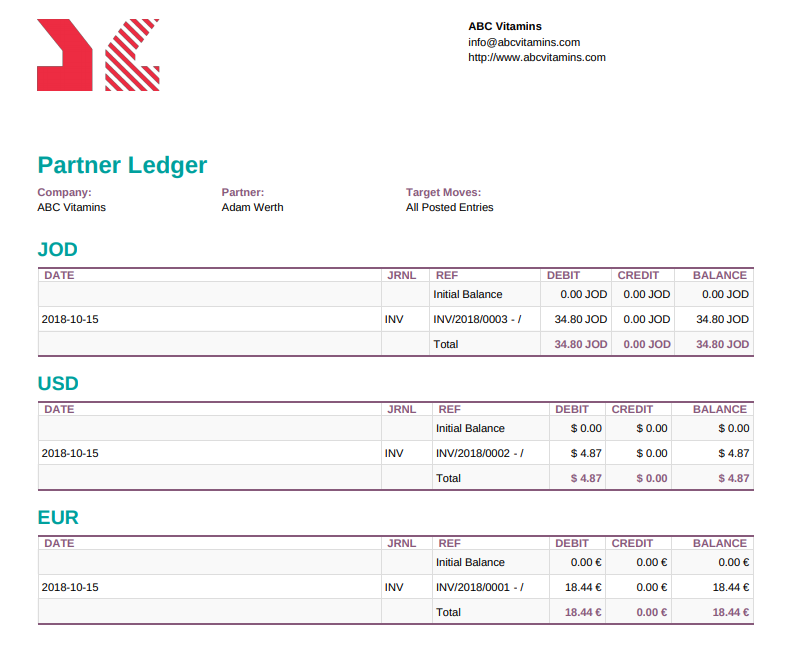 ABC Vitamins
info@abcvitamins.com
http://www.abcvitamins.com
Partner Ledger
Company: Partner: Target Moves:
ABC Vitamins Adam Werth All Posted Entries
JOD
DATE JRNL REF DEBIT CREDIT BALANCE
Initial Balance 0.00 JOD 0.00 JOD 0.00 JOD
2018-10-15 INV INV/2018/0003 - / 34.80 JOD 0.00 JOD 34.80 JOD
Total 34.80 JOD 0.00 JOD 34.80 JOD
USD
DATE JRNL REF DEBIT CREDIT BALANCE
Initial Balance $ 0.00 $ 0.00 $ 0.00
2018-10-15 INV INV/2018/0002 - / $ 4.87 $ 0.00 $ 4.87
Total $ 4.87 $ 0.00 $ 4.87
EUR
DATE JRNL REF DEBIT CREDIT BALANCE
Initial Balance 0.00 € 0.00 € 0.00 €
2018-10-15 INV INV/2018/0001 - / 18.44 € 0.00 € 18.44 €
Total 18.44 € 0.00 € 18.44 €